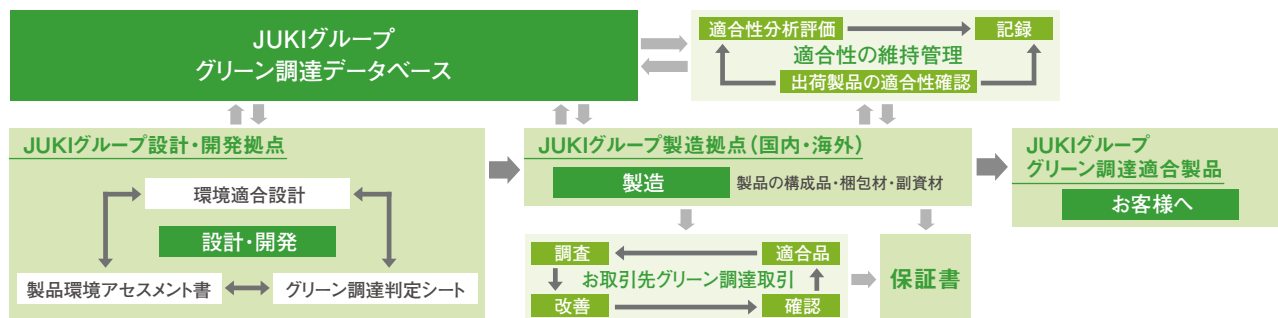 JUKIグループ
グリーン調達データベース
適合性分析評価
記録
適合性の維持管理
出荷製品の適合性確認
JUKIグループ設計・開発拠点
環境適合設計
設計・開発
製品環境アセスメント書
グリーン調達判定シート
JUKIグループ製造拠点（国内・海外）
製造
製品の構成品・梱包材・副資材
JUKIグループ
グリーン調達適合製品
お客様へ
調査
適合品
お取引先グリーン調達取引
改善
確認
保証書